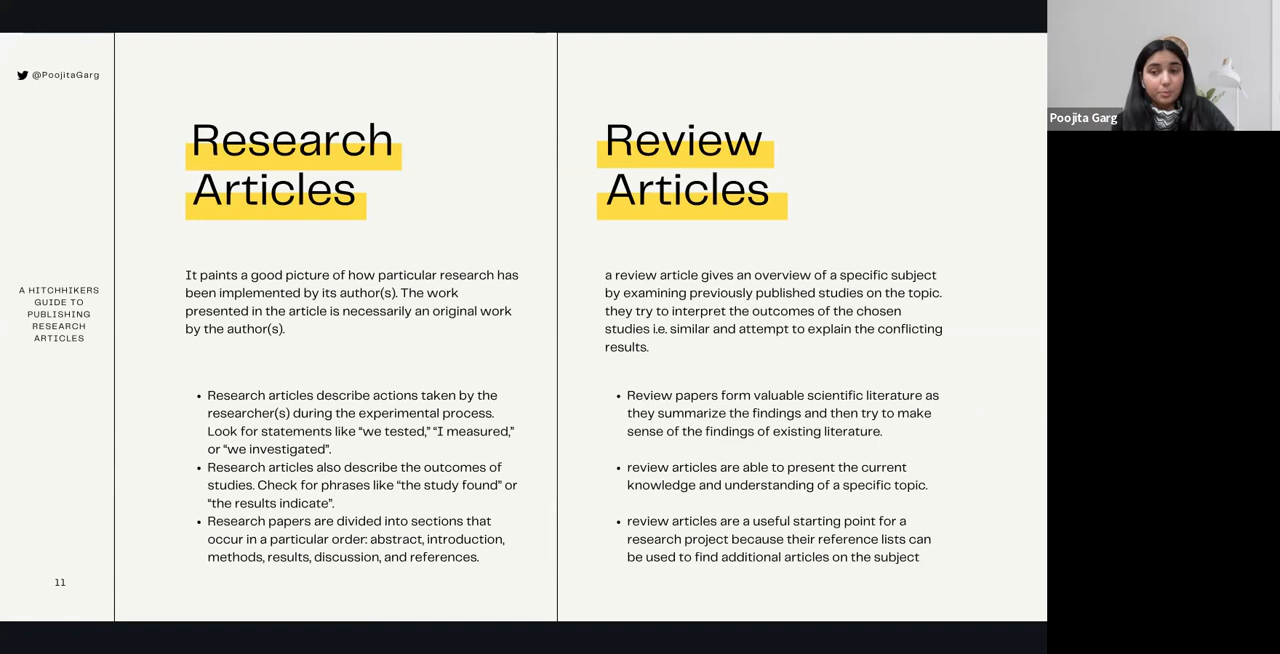 @PoojitaGarg
A HITCHHIKERS
GUIDE TO
PUBLISHING
RESEARCH
ARTICLES
11
Research
Articles
It paints a good picture of how particular research has
been implemented by its author(s). The work
presented in the article is necessarily an original work
by the author(s).
• Research articles describe actions taken by the
researcher(s) during the experimental process.
Look for statements like “we tested,” “I measured,”
or “we investigated”.
• Research articles also describe the outcomes of
studies. Check for phrases like “the study found” or
“the results indicate”.
• Research papers are divided into sections that
occur in a particular order: abstract, introduction,
methods, results, discussion, and references.
Review
Articles
a review article gives an overview of a specific subject
by examining previously published studies on the topic.
they try to interpret the outcomes of the chosen
studies i.e. similar and attempt to explain the conflicting
results.
• Review papers form valuable scientific literature as
they summarize the findings and then try to make
sense of the findings of existing literature.
• review articles are able to present the current
knowledge and understanding of a specific topic.
• review articles are a useful starting point for a
research project because their reference lists can
be used to find additional articles on the subject
Poojita Garg